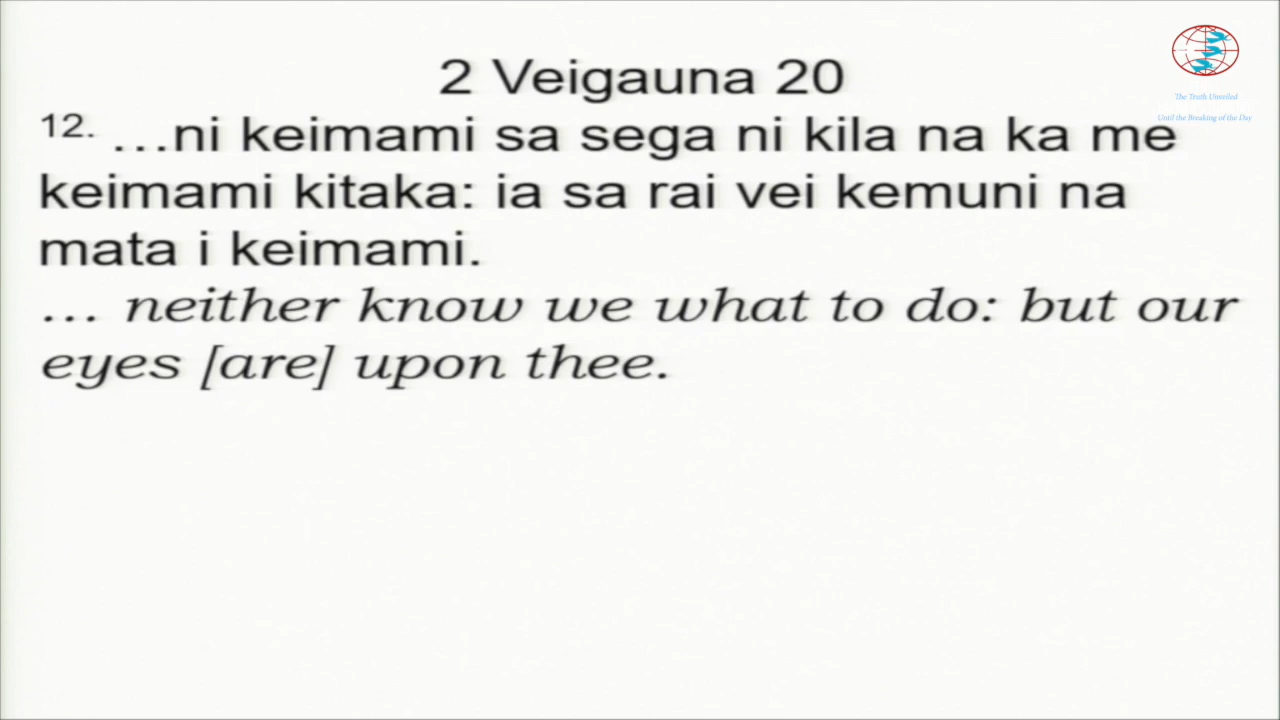 2 Veigauna 20
The Truth Unveiled
Until the Breaking of the Day
12. …ni keimami sa sega ni kila na ka me
keimami kitaka: ia sa rai vei kemuni na
mata i keimami.
… neither know we what to do: but our
eyes [are] upon thee.